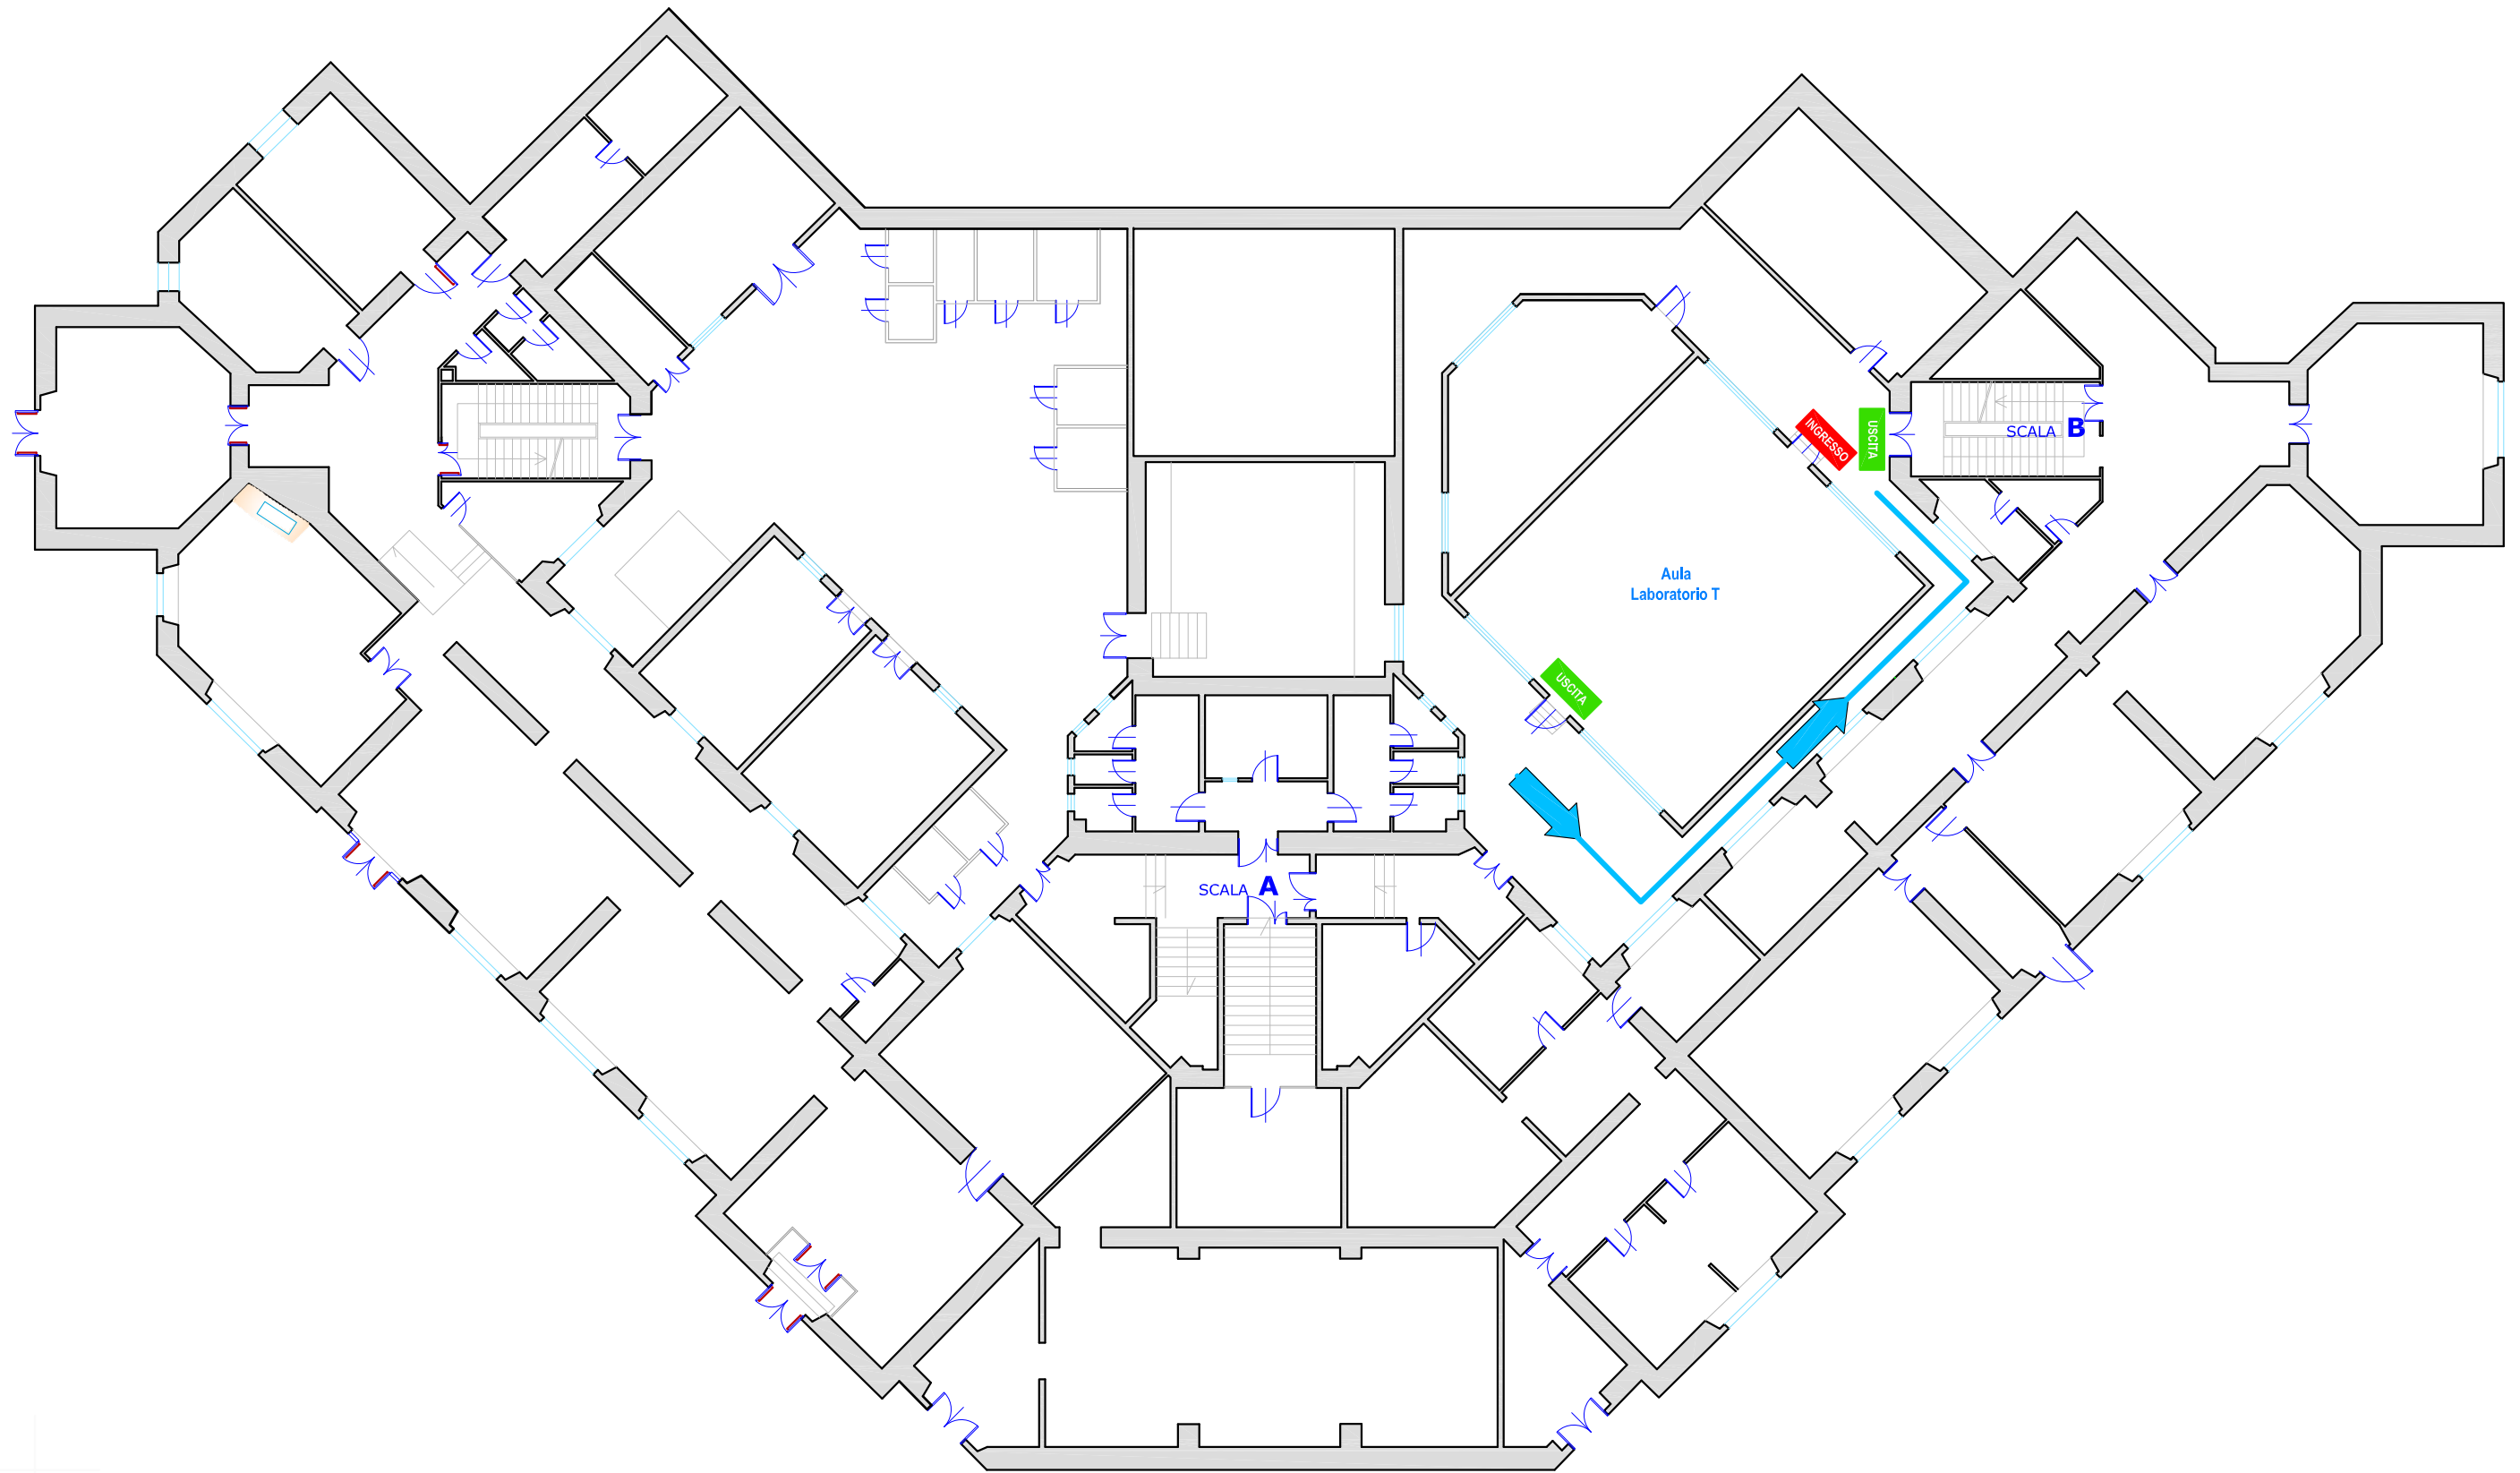 INGRESSO
USCITA
SCALA B
Aula
Laboratorio T
USCITA
SCALA A